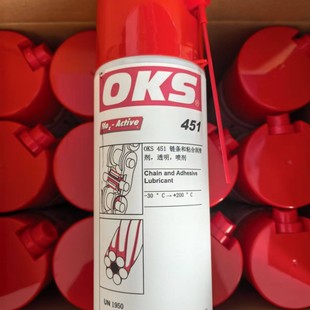 OKS
Mox-Active
451
OKS 451 链条和粘合润滑
剂，透明，喷剂
Chain and Adhesive
Lubricant
-30 ° C → +200 ° C
UN 1950